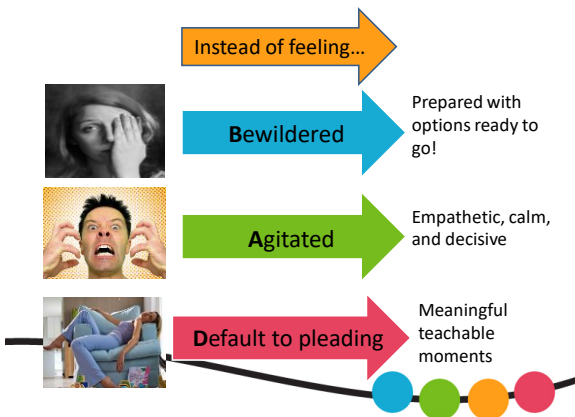 Instead of feeling…
Bewildered
Prepared with
options ready to
go!
Agitated
Empathetic, calm,
and decisive
Default to pleading
Meaningful
teachable
moments